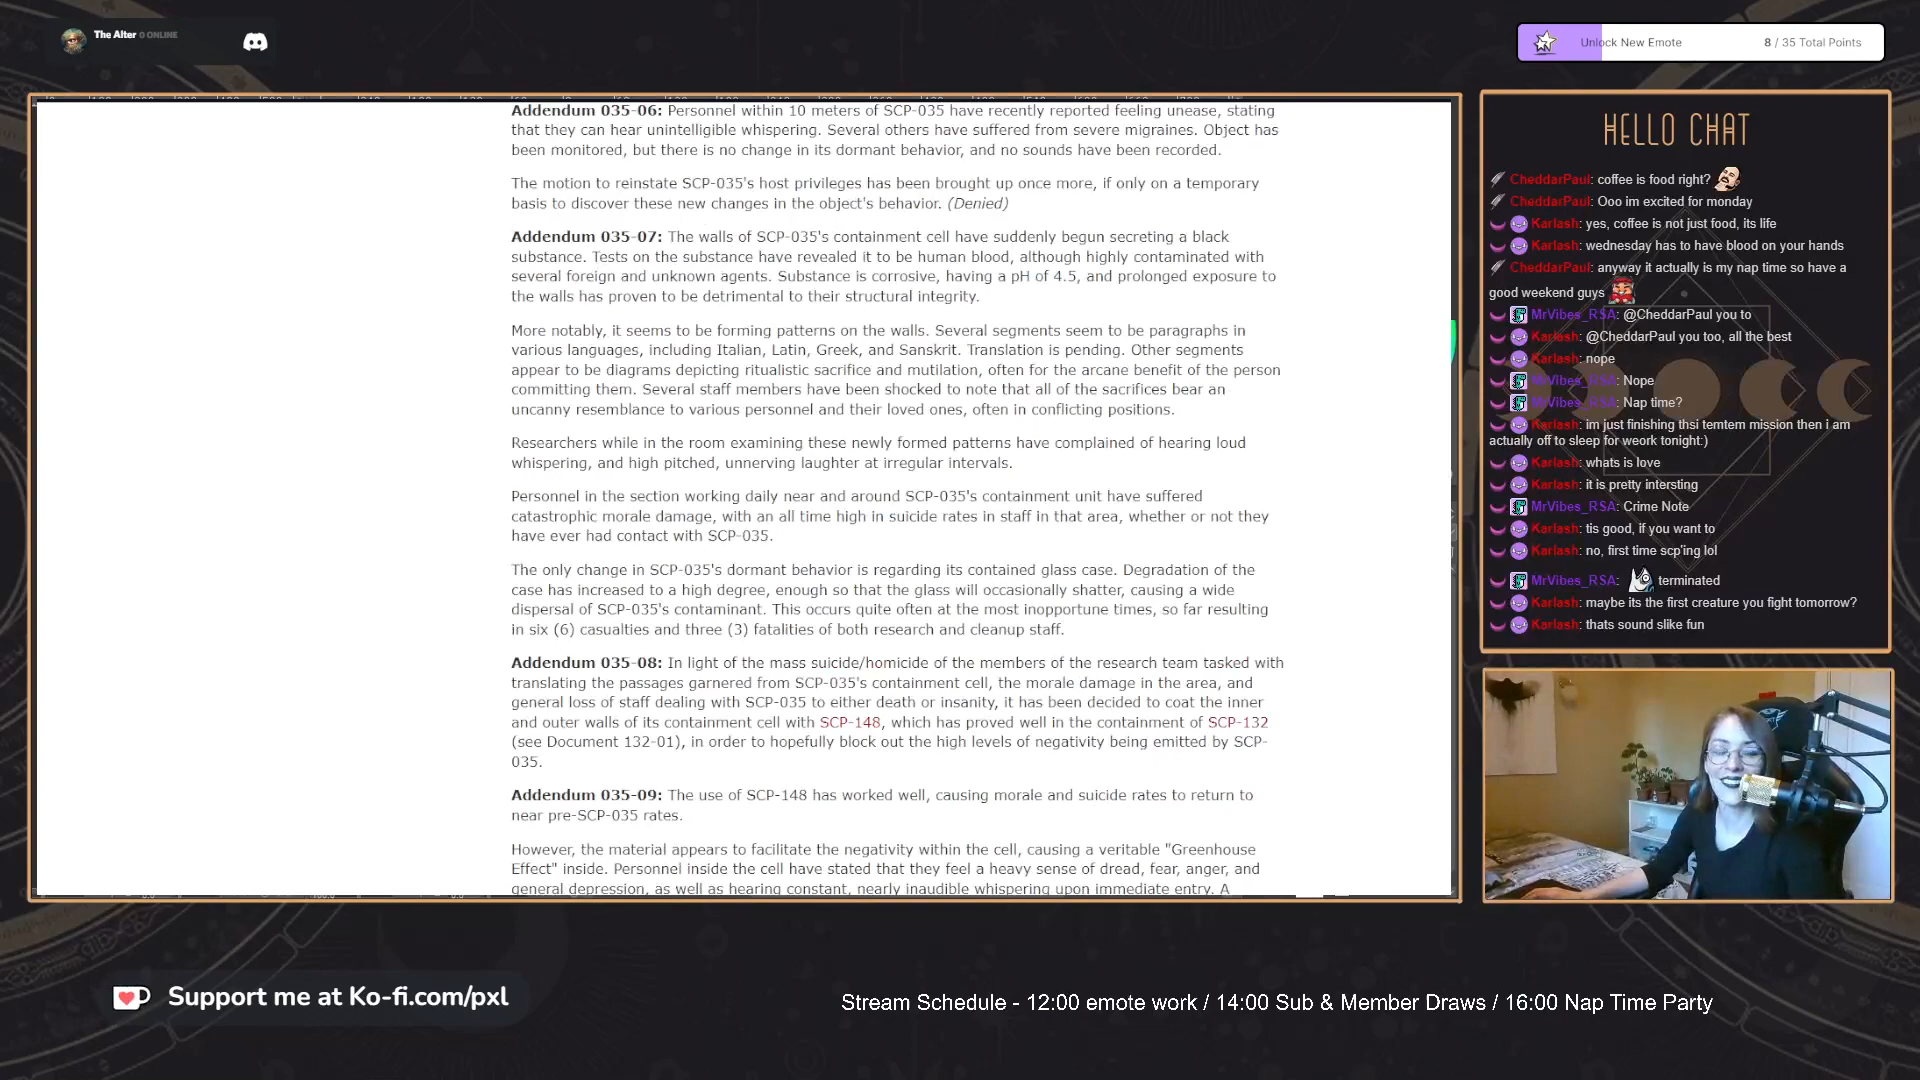 The Alter 0 ONLINE
Unlock New Emote 8 / 35 Total Points
Addendum 035-06: Personnel within 10 meters of SCP-035 have recently reported feeling unease, stating
that they can hear unintelligible whispering. Several others have suffered from severe migraines. Object has
been monitored, but there is no change in its dormant behavior, and no sounds have been recorded.
The motion to reinstate SCP-035's host privileges has been brought up once more, if only on a temporary
basis to discover these new changes in the object's behavior. (Denied)
Addendum 035-07: The walls of SCP-035's containment cell have suddenly begun secreting a black
substance. Tests on the substance have revealed it to be human blood, although highly contaminated with
several foreign and unknown agents. Substance is corrosive, having a pH of 4.5, and prolonged exposure to
the walls has proven to be detrimental to their structural integrity.
More notably, it seems to be forming patterns on the walls. Several segments seem to be paragraphs in
various languages, including Italian, Latin, Greek, and Sanskrit. Translation is pending. Other segments
appear to be diagrams depicting ritualistic sacrifice and mutilation, often for the arcane benefit of the person
committing them. Several staff members have been shocked to note that all of the sacrifices bear an
uncanny resemblance to various personnel and their loved ones, often in conflicting positions.
Researchers while in the room examining these newly formed patterns have complained of hearing loud
whispering, and high pitched, unnerving laughter at irregular intervals.
Personnel in the section working daily near and around SCP-035's containment unit have suffered
catastrophic morale damage, with an all time high in suicide rates in staff in that area, whether or not they
have ever had contact with SCP-035.
The only change in SCP-035's dormant behavior is regarding its contained glass case. Degradation of the
case has increased to a high degree, enough so that the glass will occasionally shatter, causing a wide
dispersal of SCP-035's contaminant. This occurs quite often at the most inopportune times, so far resulting
in six (6) casualties and three (3) fatalities of both research and cleanup staff.
Addendum 035-08: In light of the mass suicide/homicide of the members of the research team tasked with
translating the passages garnered from SCP-035's containment cell, the morale damage in the area, and
general loss of staff dealing with SCP-035 to either death or insanity, it has been decided to coat the inner
and outer walls of its containment cell with SCP-148, which has proved well in the containment of SCP-132
(see Document 132-01), in order to hopefully block out the high levels of negativity being emitted by SCP-
035.
Addendum 035-09: The use of SCP-148 has worked well, causing morale and suicide rates to return to
near pre-SCP-035 rates.
However, the material appears to facilitate the negativity within the cell, causing a veritable "Greenhouse
Effect" inside. Personnel inside the cell have stated that they feel a heavy sense of dread, fear, anger, and
general depression, as well as hearing constant, nearly inaudible whispering upon immediate entry. A
HELLO CHAT
CheddarPaul: coffee is food right?
CheddarPaul: Ooo im excited for monday
Karlash: yes, coffee is not just food, its life
Karlash: wednesday has to have blood on your hands
CheddarPaul: anyway it actually is my nap time so have a
good weekend guys
MrVibes_RSA: @CheddarPaul you to
Karlash: @CheddarPaul you too, all the best
Karlash: nope
MrVibes_RSA: Nope
MrVibes_RSA: Nap time?
Karlash: im just finishing thsi temtem mission then i am
actually off to sleep for weork tonight:)
Karlash: whats is love
Karlash: it is pretty intersting
MrVibes_RSA: Crime Note
Karlash: tis good, if you want to
Karlash: no, first time scp'ing lol
MrVibes_RSA: terminated
Karlash: maybe its the first creature you fight tomorrow?
Karlash: thats sound slike fun
Support me at Ko-fi.com/pxl
Stream Schedule - 12:00 emote work / 14:00 Sub & Member Draws / 16:00 Nap Time Party